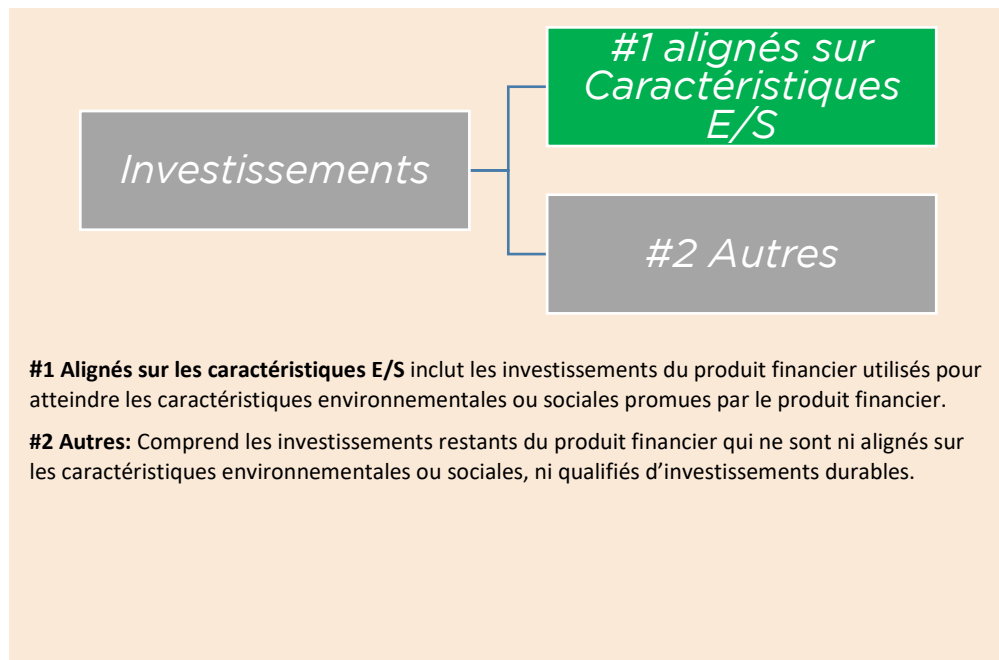 #1 alignés sur
Caractéristiques
E/S
Investissements
#2 Autres
#1 Alignés sur les caractéristiques E/S inclut les investissements du produit financier utilisés pour
atteindre les caractéristiques environnementales ou sociales promues par le produit financier.
#2 Autres: Comprend les investissements restants du produit financier qui ne sont ni alignés sur
les caractéristiques environnementales ou sociales, ni qualifiés d’investissements durables.